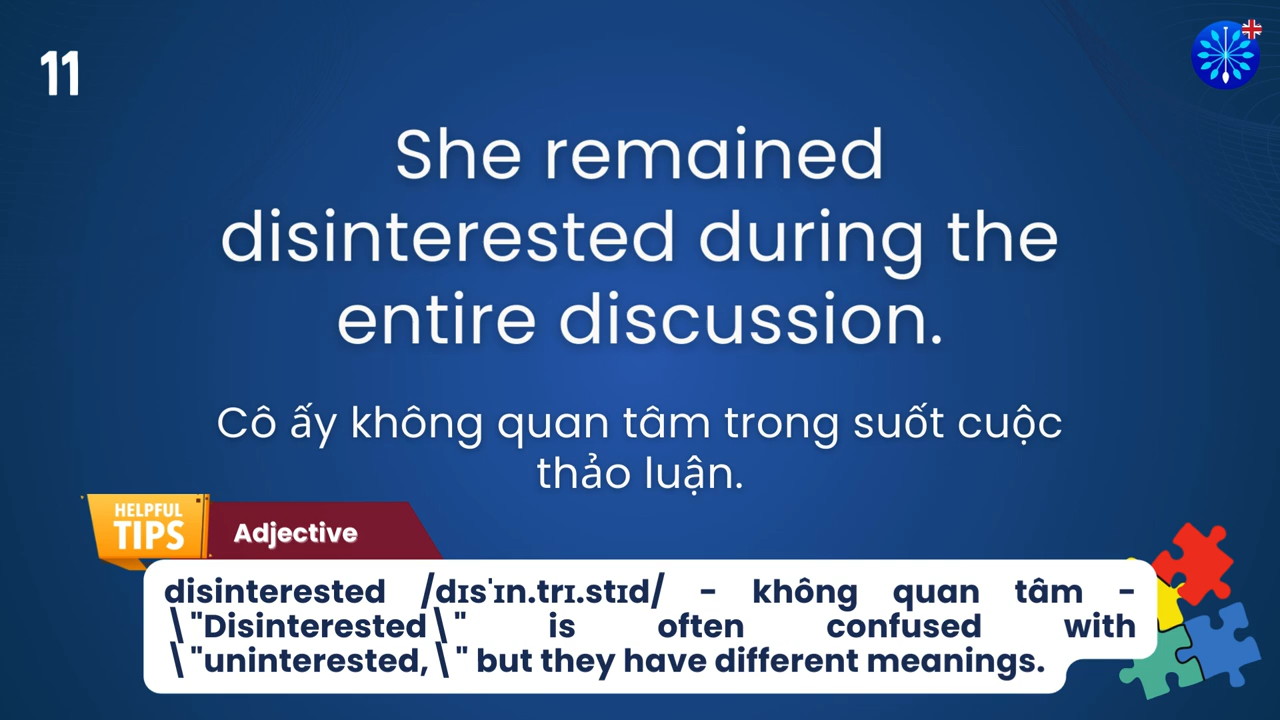 11
She remained
disinterested during the
entire discussion.
Cô ấy không quan tâm trong suốt cuộc
thảo luận.
HELPFUL
TIPS
Adjective
disinterested /dɪsˈɪn.trɪ.stɪd/ - không quan tâm -
\"Disinterested\" is often confused with
\"uninterested,\" but they have different meanings.